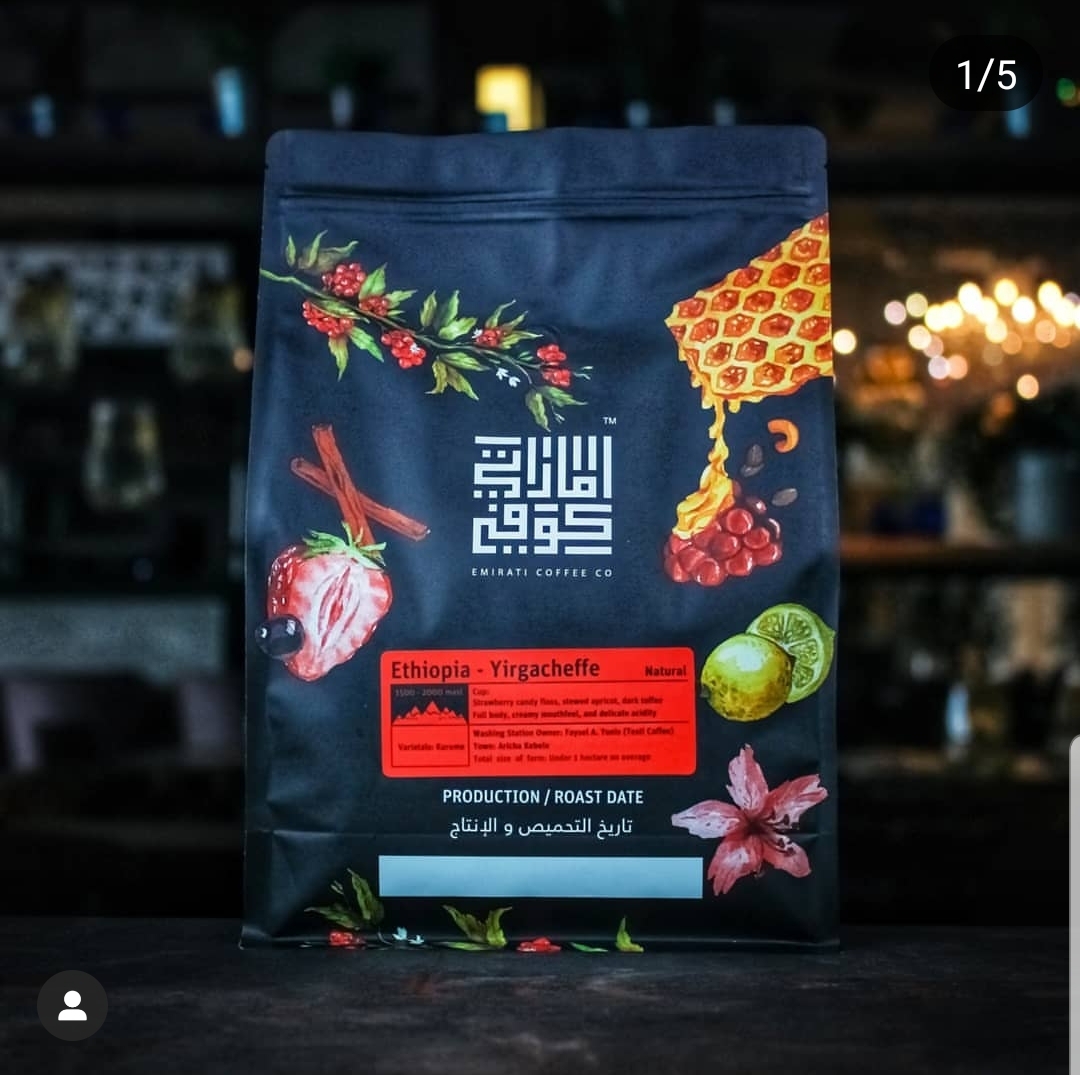 1/5
TM
الإماراتي
كوفي
EMIRATI COFFEE CO
Ethiopia - Yirgacheffe
Natural
1500 - 2000 masl
Cup:
Strawberry candy floss, stewed apricot, dark toffee
Full body, creamy mouthfeel, and delicate acidity
Varietals: Kurume
Washing Station Owner: Faysel A. Yonis (Testi Coffee)
Town: Aricha Kebele
Total size of farm: Under 1 hectare on average
PRODUCTION / ROAST DATE
تاريخ التحميص و الإنتاج